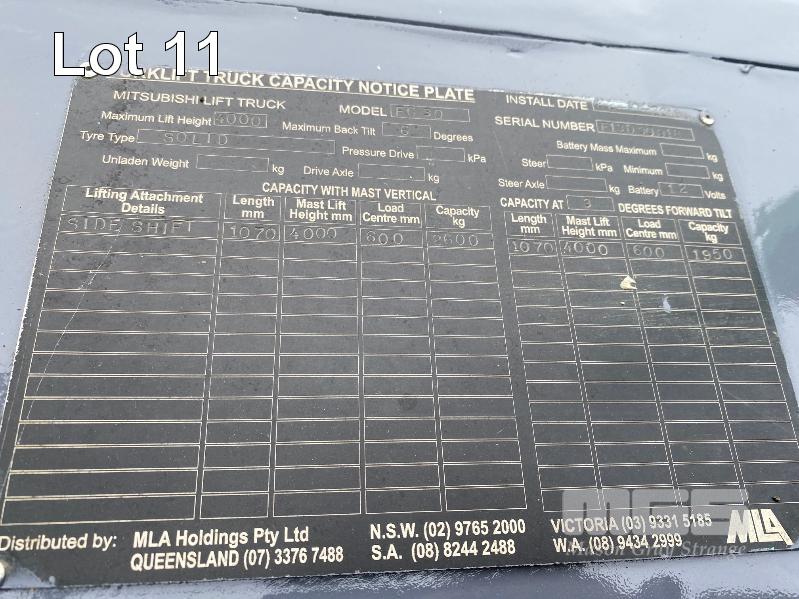 Lot 11
FORKLIFT TRUCK CAPACITY NOTICE PLATE
MITSUBISHI LIFT TRUCK MODEL INSTALL DATE
Maximum Lift Height 4000 Maximum Back Tilt 6 Degrees SERIAL NUMBER
Tyre Type SOLID Pressure Drive kPa Battery Mass Maximum kg
Unladen Weight kg Drive Axle kg Steer kPa Minimum kg
Steer Axle kg Battery 12 Volts
CAPACITY WITH MAST VERTICAL CAPACITY AT 3 DEGREES FORWARD TILT
Lifting Attachment Details Length mm Mast Lift Height mm Load Centre mm Capacity kg Length mm Mast Lift Height mm Load Centre mm Capacity kg
SIDE SHIFT 1070 4000 600 2600 1070 4000 600 1950
Distributed by: MLA Holdings Pty Ltd N.S.W. (02) 9765 2000 VICTORIA (03) 9331 5185
QUEENSLAND (07) 3376 7488 S.A. (08) 8244 2488 W.A. (08) 9434 2999
MLA
MGS
Mason Gray Strange